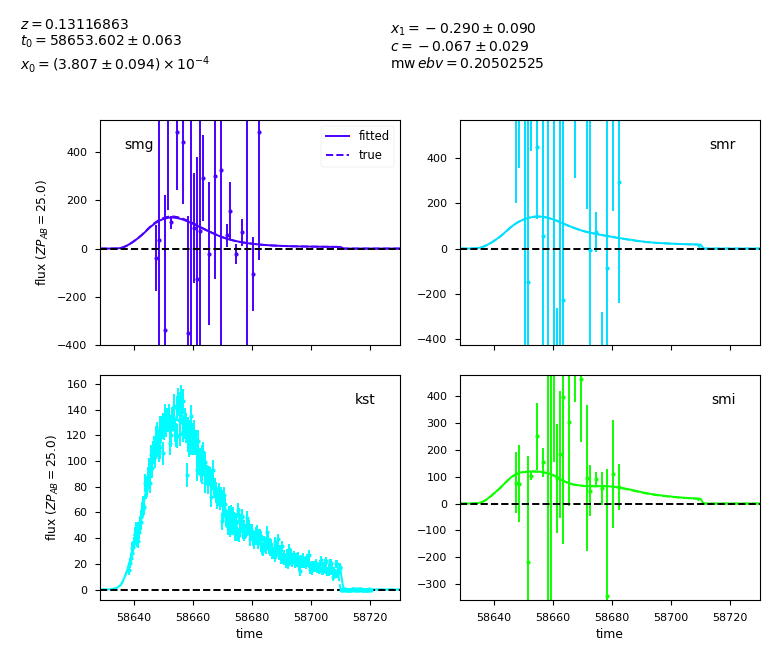 z = 0.13116863
t₀ = 58653.602 ± 0.063
x₀ = (3.807 ± 0.094) × 10⁻⁴
x₁ = −0.290 ± 0.090
c = −0.067 ± 0.029
mw ebv = 0.20502525
smg
fitted
true
flux (ZP_AB = 25.0)
400
200
0
−200
−400
smr
400
200
0
−200
−400
kst
flux (ZP_AB = 25.0)
160
140
120
100
80
60
40
20
0
58640 58660 58680 58700 58720
time
smi
400
300
200
100
0
−100
−200
−300
58640 58660 58680 58700 58720
time